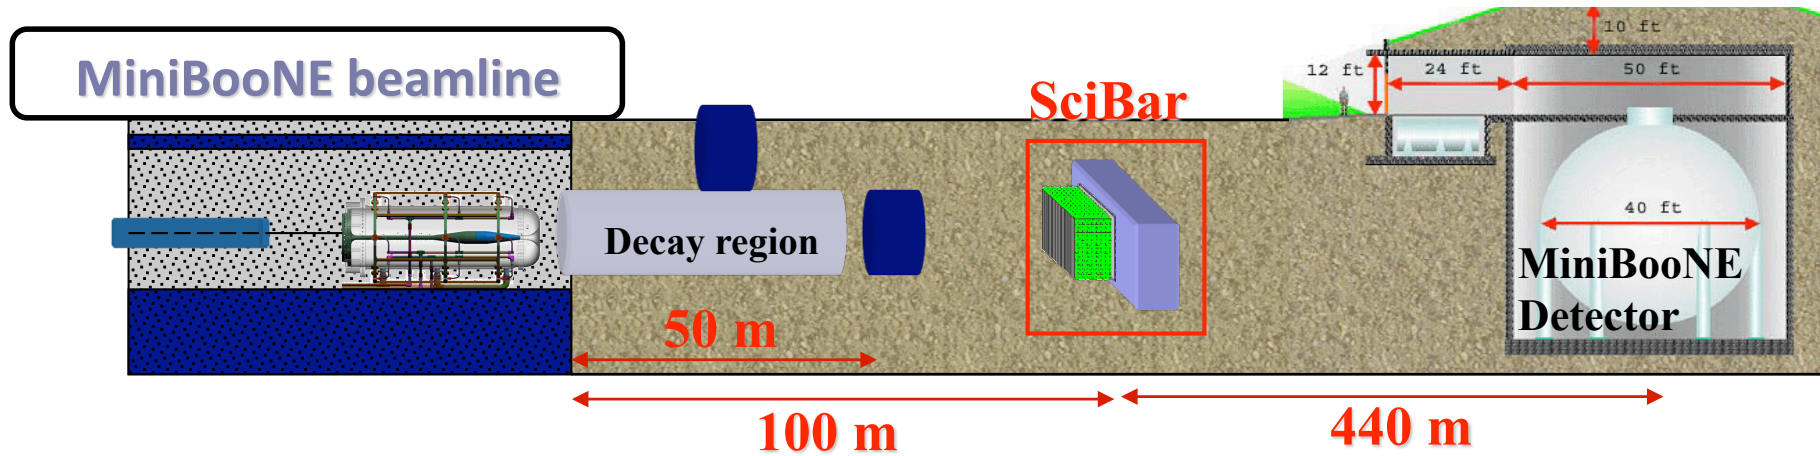 MiniBooNE beamline
10 ft
12 ft
24 ft
50 ft
SciBar
40 ft
Decay region
MiniBooNE
Detector
50 m
100 m
440 m